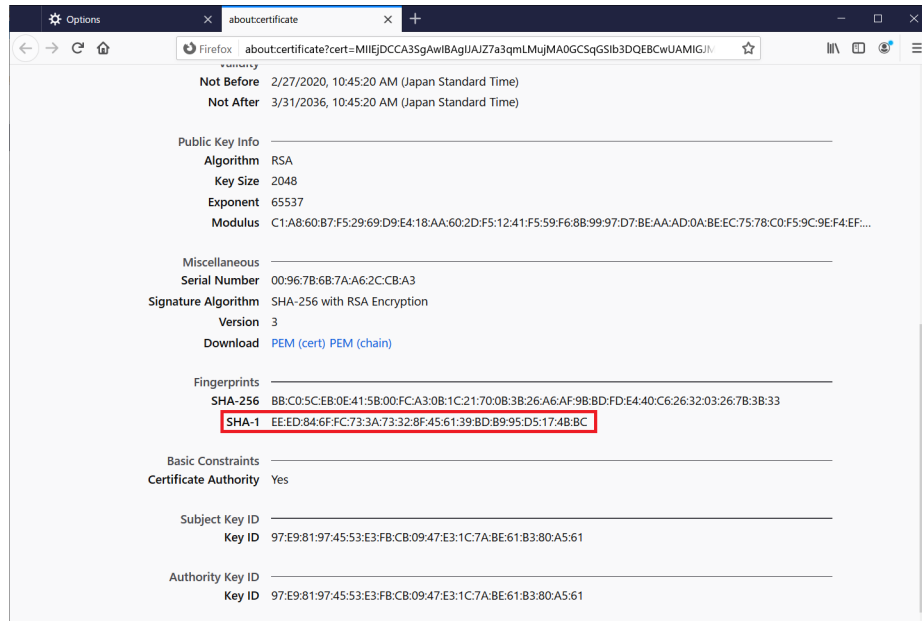 Options
about:certificate
Firefox about:certificate?cert=MIIEjDCCA3SgAwIBAgIJAJZ7a3qmLMujMA0GCSqGSIb3DQEBCwUAMIGJM
Validity
Not Before 2/27/2020, 10:45:20 AM (Japan Standard Time)
Not After 3/31/2036, 10:45:20 AM (Japan Standard Time)
Public Key Info
Algorithm RSA
Key Size 2048
Exponent 65537
Modulus C1:A8:60:B7:F5:29:69:D9:E4:18:AA:60:2D:F5:12:41:F5:59:F6:8B:99:97:D7:BE:AA:AD:0A:BE:EC:75:78:C0:F5:9C:9E:F4:EF:...
Miscellaneous
Serial Number 00:96:7B:6B:7A:A6:2C:CB:A3
Signature Algorithm SHA-256 with RSA Encryption
Version 3
Download PEM (cert) PEM (chain)
Fingerprints
SHA-256 BB:C0:5C:EB:0E:41:5B:00:FC:A3:0B:1C:21:70:0B:3B:26:A6:AF:9B:BD:FD:E4:40:C6:26:32:03:26:7B:3B:33
SHA-1 EE:ED:84:6F:FC:73:3A:73:32:8F:45:61:39:BD:B9:95:D5:17:4B:BC
Basic Constraints
Certificate Authority Yes
Subject Key ID
Key ID 97:E9:81:97:45:53:E3:FB:CB:09:47:E3:1C:7A:BE:61:B3:80:A5:61
Authority Key ID
Key ID 97:E9:81:97:45:53:E3:FB:CB:09:47:E3:1C:7A:BE:61:B3:80:A5:61